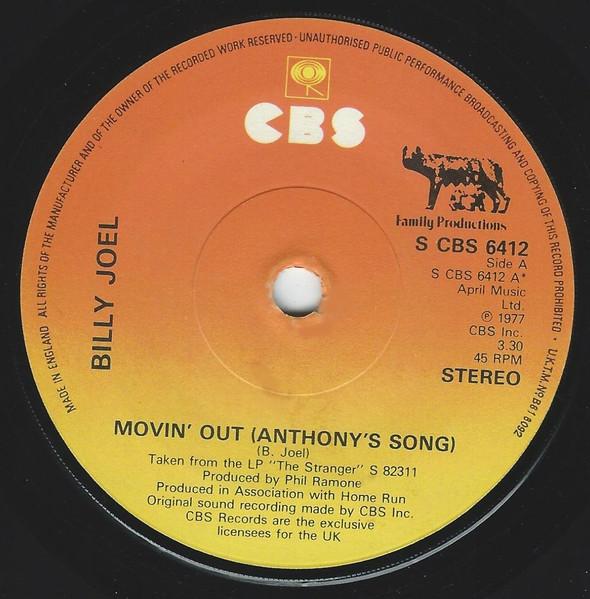 ALL RIGHTS OF THE MANUFACTURER AND OF THE OWNER OF THE RECORDED WORK RESERVED · UNAUTHORISED PUBLIC PERFORMANCE BROADCASTING AND COPYING OF THIS RECORD PROHIBITED · U.K.T.M. Nº B618092
MADE IN ENGLAND
CBS
Family Productions
BILLY JOEL
S CBS 6412
Side A
S CBS 6412 A*
April Music
Ltd.
℗ 1977
CBS Inc.
3.30
45 RPM
STEREO
MOVIN' OUT (ANTHONY'S SONG)
(B. Joel)
Taken from the LP "The Stranger" S 82311
Produced by Phil Ramone
Produced in Association with Home Run
Original sound recording made by CBS Inc.
CBS Records are the exclusive
licensees for the UK